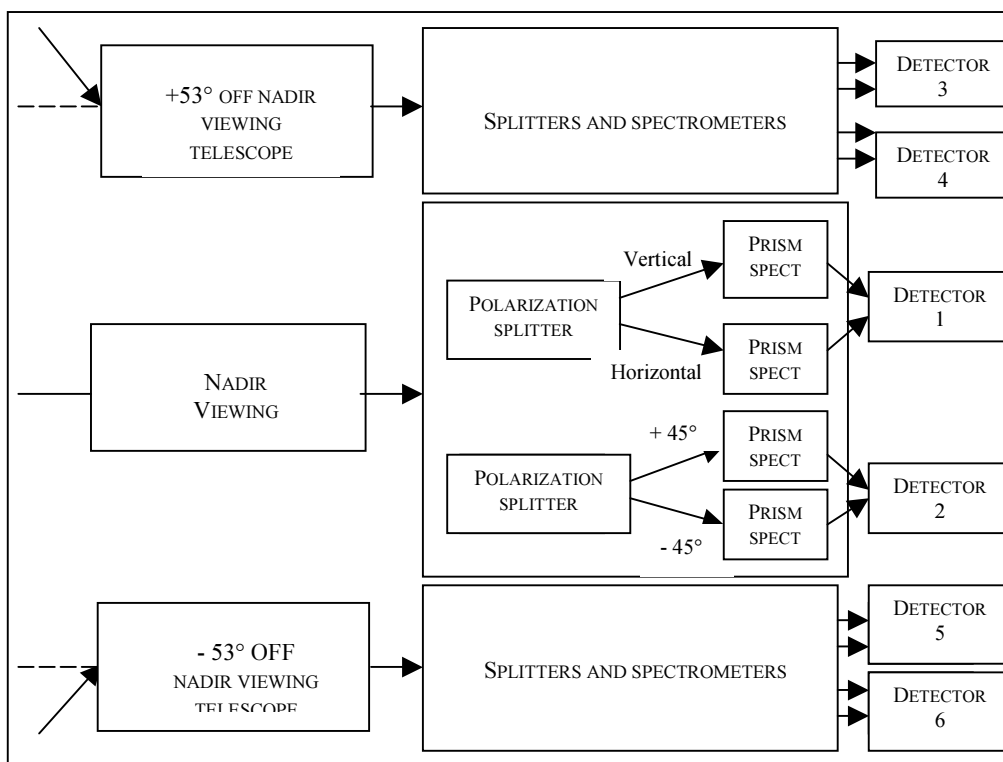 +53° OFF NADIR
VIEWING
TELESCOPE
SPLITTERS AND SPECTROMETERS
DETECTOR
3
DETECTOR
4
NADIR
VIEWING
POLARIZATION
SPLITTER
Vertical
Horizontal
PRISM
SPECT
PRISM
SPECT
DETECTOR
1
POLARIZATION
SPLITTER
+ 45°
- 45°
PRISM
SPECT
PRISM
SPECT
DETECTOR
2
- 53° OFF
NADIR VIEWING
TELESCOPE
SPLITTERS AND SPECTROMETERS
DETECTOR
5
DETECTOR
6